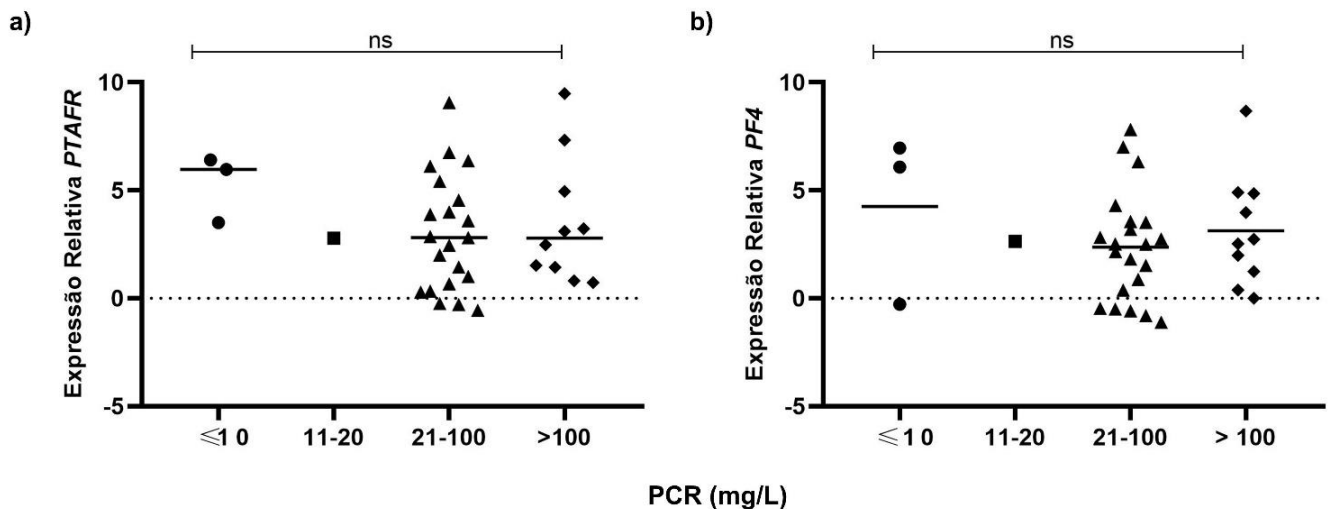 a)
ns
Expressão Relativa PTAFR
10
5
0
-5
≤1 0
11-20
21-100
>100
b)
ns
Expressão Relativa PF4
10
5
0
-5
≤1 0
11-20
21-100
> 100
PCR (mg/L)